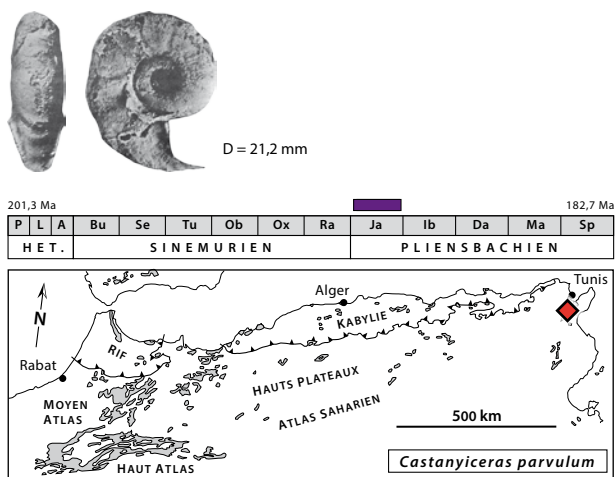 D = 21,2 mm
201,3 Ma 182,7 Ma
P L A Bu Se Tu Ob Ox Ra Ja Ib Da Ma Sp
HET. SINEMURIEN PLIENSBACHIEN
Tunis
Alger
N
KABYLIE
RIF
Rabat
HAUTS PLATEAUX
MOYEN
ATLAS
ATLAS SAHARIEN
500 km
HAUT ATLAS
Castanyiceras parvulum